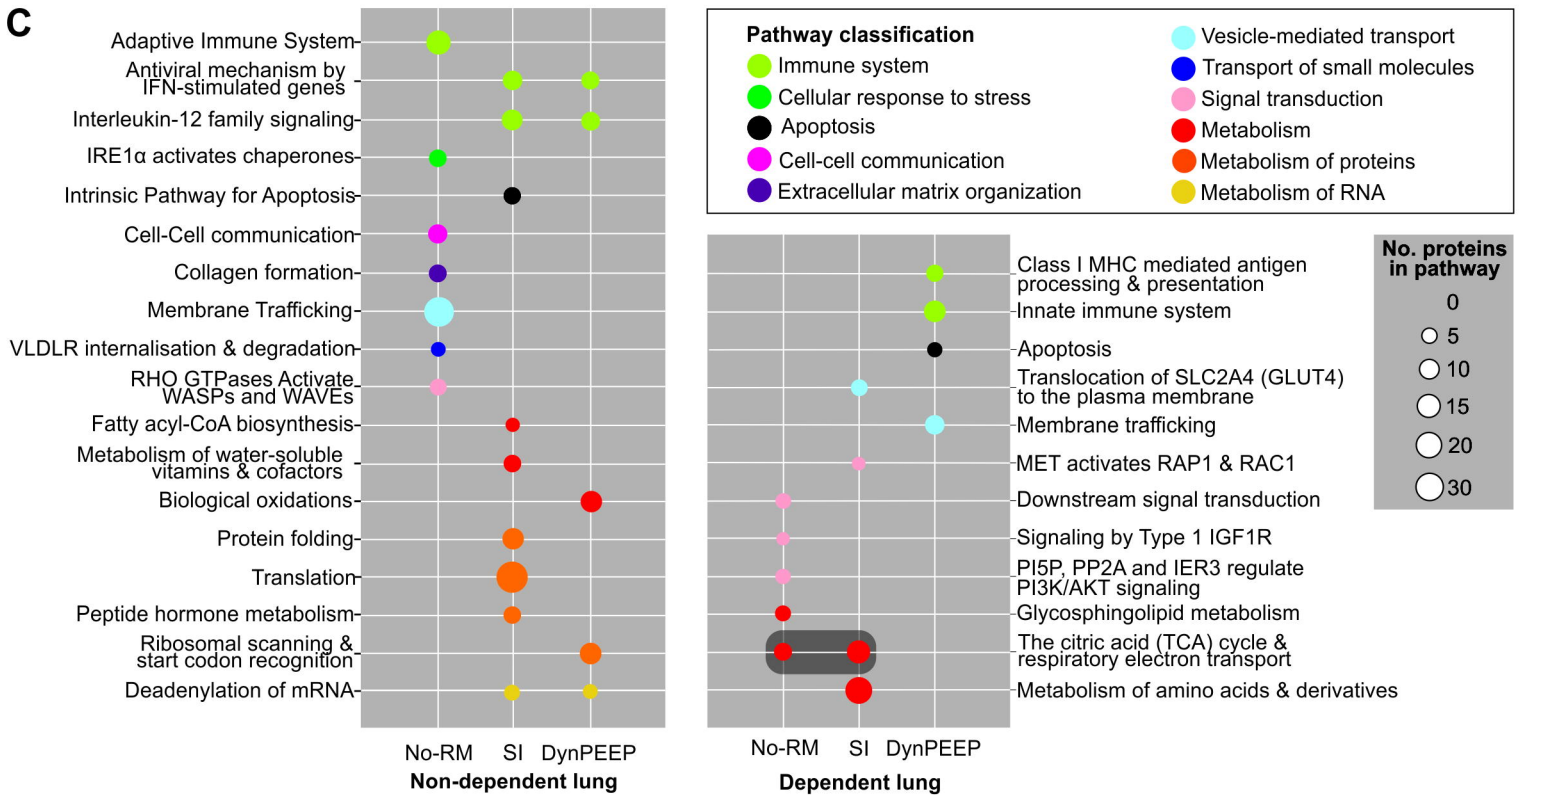 C
Adaptive Immune System
Antiviral mechanism by
IFN-stimulated genes
Interleukin-12 family signaling
IRE1α activates chaperones
Intrinsic Pathway for Apoptosis
Cell-Cell communication
Collagen formation
Membrane Trafficking
VLDLR internalisation & degradation
RHO GTPases Activate
WASPs and WAVEs
Fatty acyl-CoA biosynthesis
Metabolism of water-soluble
vitamins & cofactors
Biological oxidations
Protein folding
Translation
Peptide hormone metabolism
Ribosomal scanning &
start codon recognition
Deadenylation of mRNA
No-RM SI DynPEEP
Non-dependent lung
Pathway classification
Immune system
Cellular response to stress
Apoptosis
Cell-cell communication
Extracellular matrix organization
Vesicle-mediated transport
Transport of small molecules
Signal transduction
Metabolism
Metabolism of proteins
Metabolism of RNA
Class I MHC mediated antigen
processing & presentation
Innate immune system
Apoptosis
Translocation of SLC2A4 (GLUT4)
to the plasma membrane
Membrane trafficking
MET activates RAP1 & RAC1
Downstream signal transduction
Signaling by Type 1 IGF1R
PI5P, PP2A and IER3 regulate
PI3K/AKT signaling
Glycosphingolipid metabolism
The citric acid (TCA) cycle &
respiratory electron transport
Metabolism of amino acids & derivatives
No-RM SI DynPEEP
Dependent lung
No. proteins
in pathway
0
5
10
15
20
30